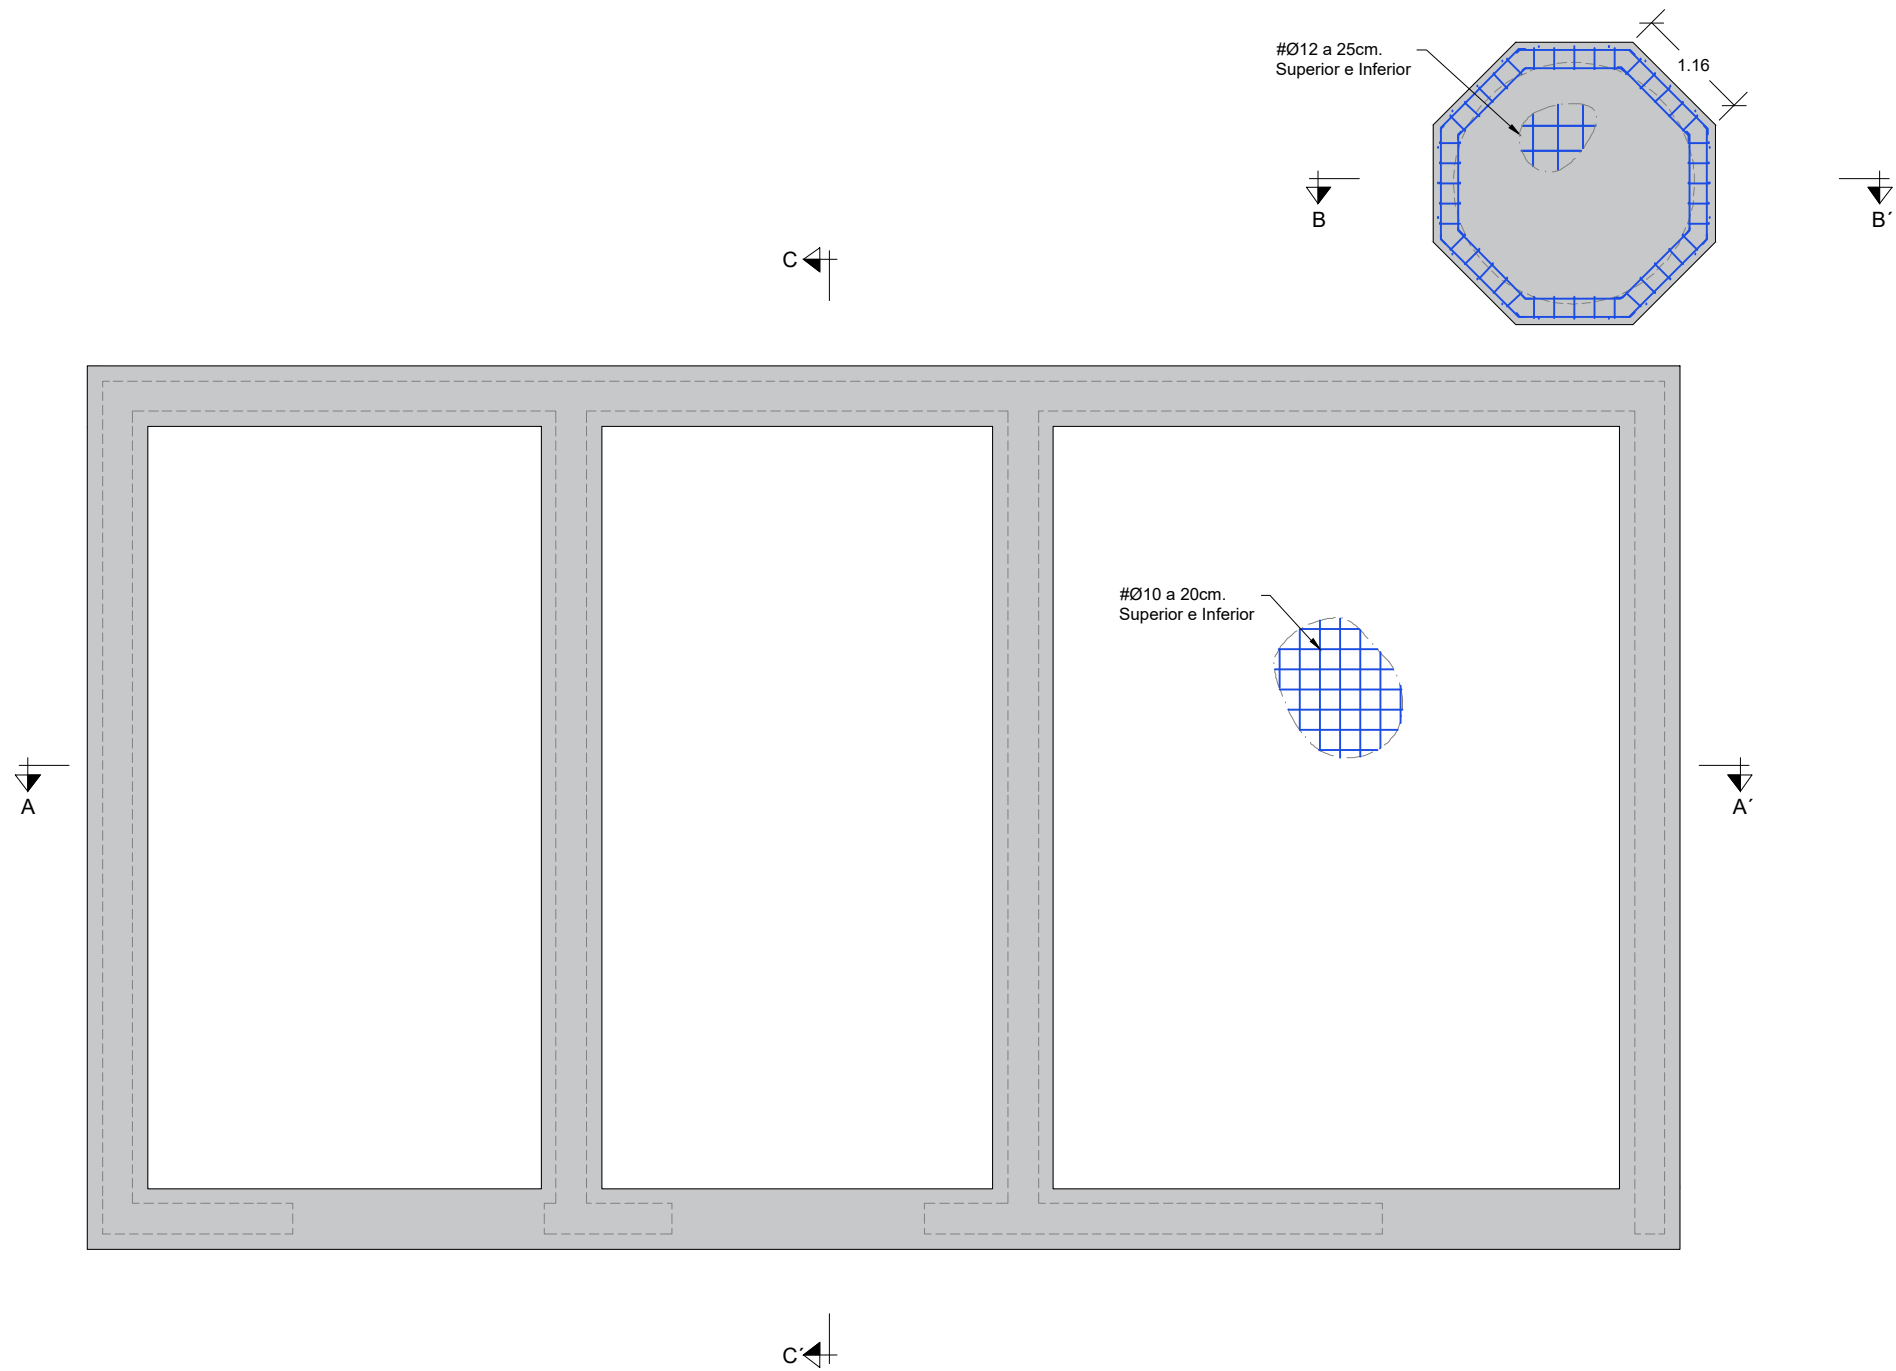 #Ø12 a 25cm.
Superior e Inferior
1.16
B
B´
C
#Ø10 a 20cm.
Superior e Inferior
A
A´
C´